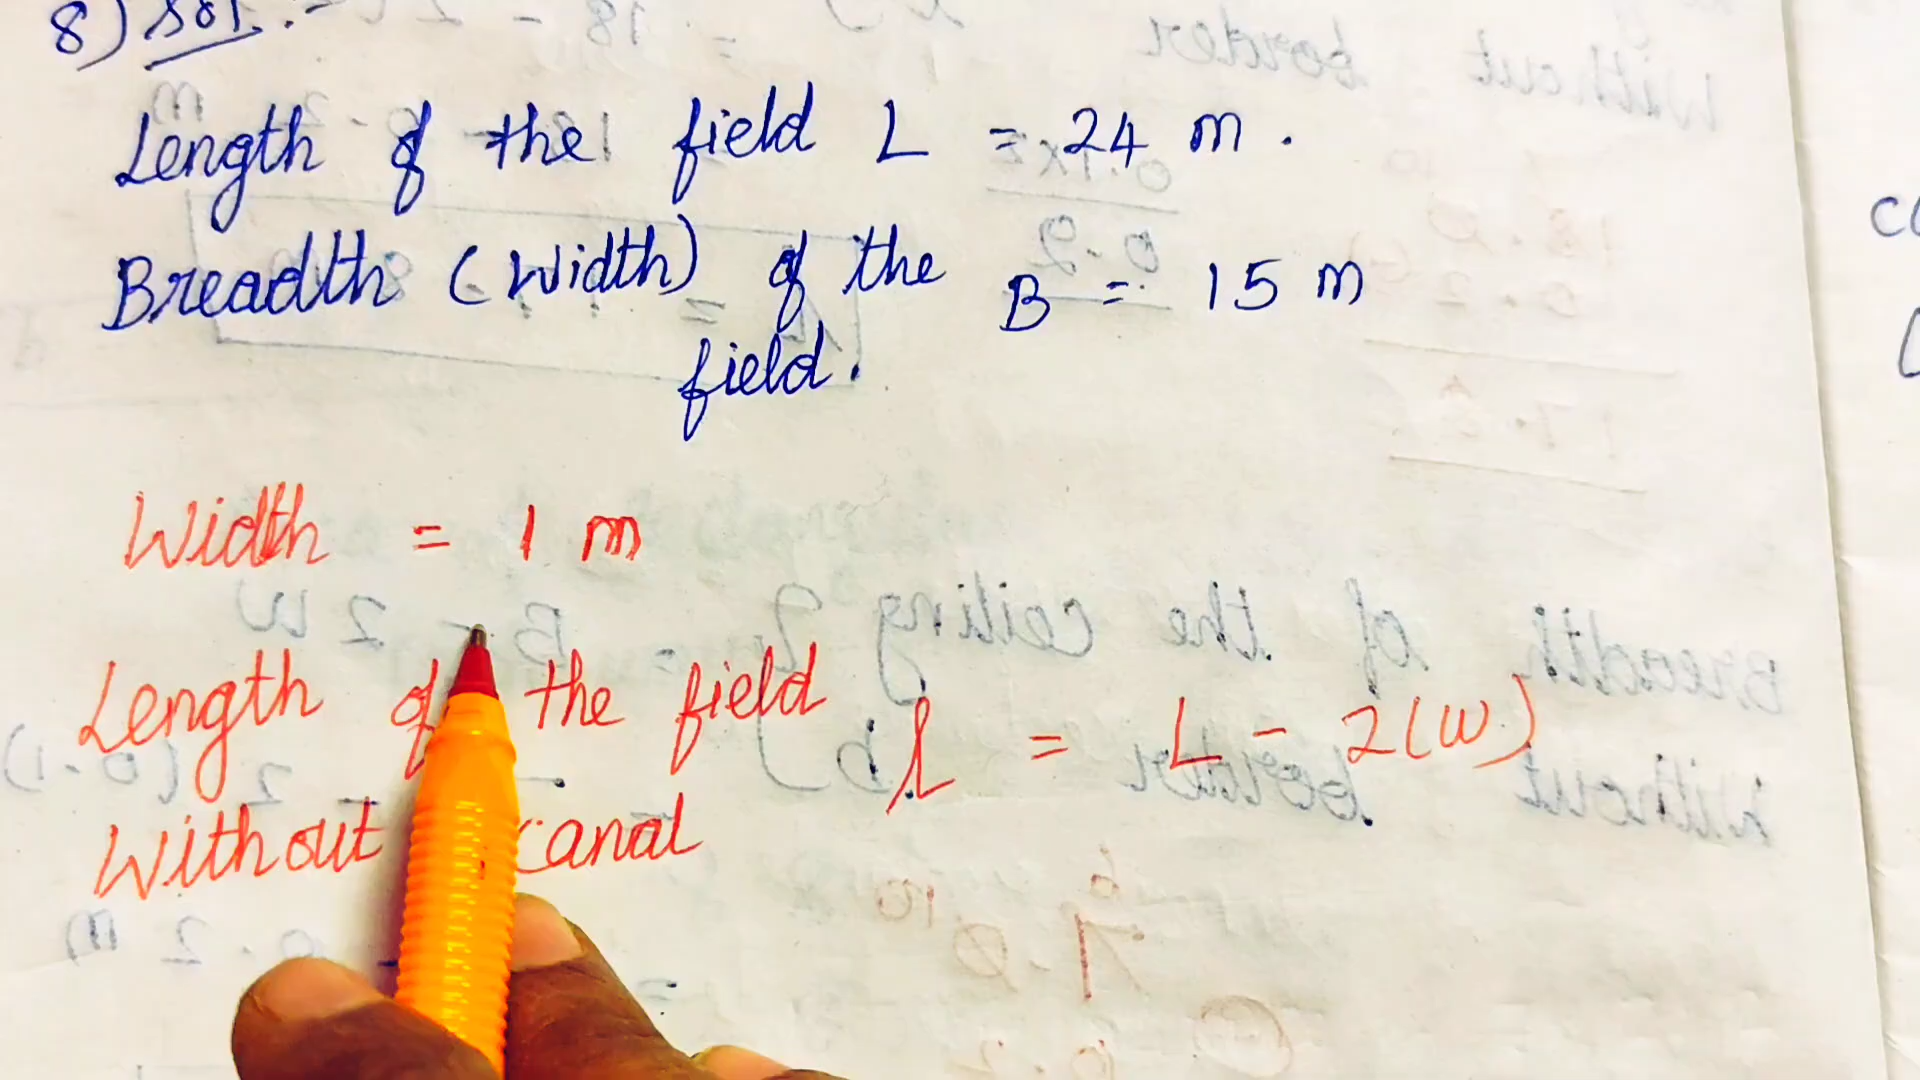 8) Sol:-
Length of the field L = 24 m.
Breadth (Width) of the B = 15 m
field.
Width = 1 m
Length of the field l = L - 2(W)
Without canal